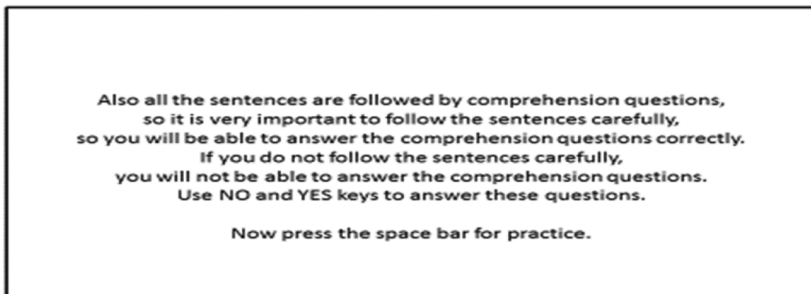 Also all the sentences are followed by comprehension questions,
so it is very important to follow the sentences carefully,
so you will be able to answer the comprehension questions correctly.
If you do not follow the sentences carefully,
you will not be able to answer the comprehension questions.
Use NO and YES keys to answer these questions.
Now press the space bar for practice.